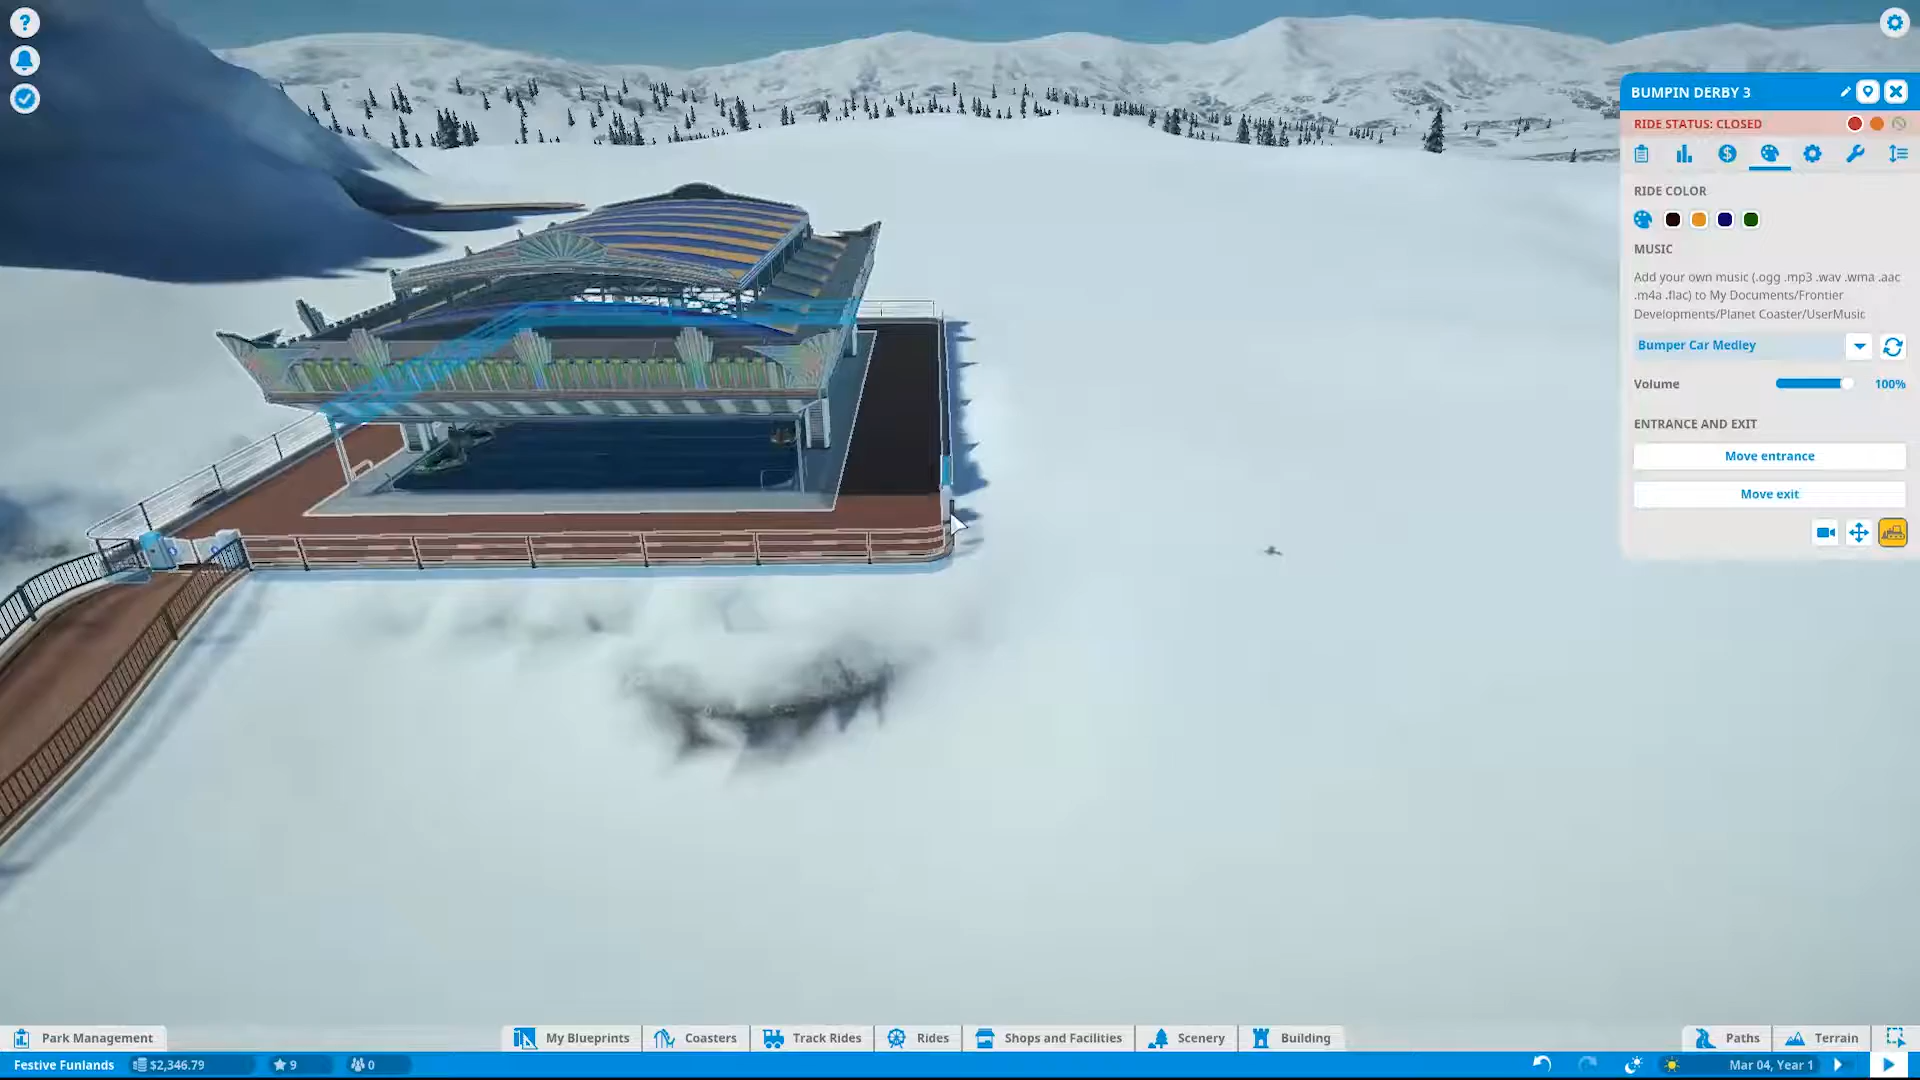 ?
BUMPIN DERBY 3
RIDE STATUS: CLOSED
RIDE COLOR
MUSIC
Add your own music (.ogg .mp3 .wav .wma .aac
.m4a .flac) to My Documents/Frontier
Developments/Planet Coaster/UserMusic
Bumper Car Medley
Volume 100%
ENTRANCE AND EXIT
Move entrance
Move exit
Park Management
My Blueprints
Coasters
Track Rides
Rides
Shops and Facilities
Scenery
Building
Paths
Terrain
Festive Funlands
$2,346.79
9
0
Mar 04, Year 1